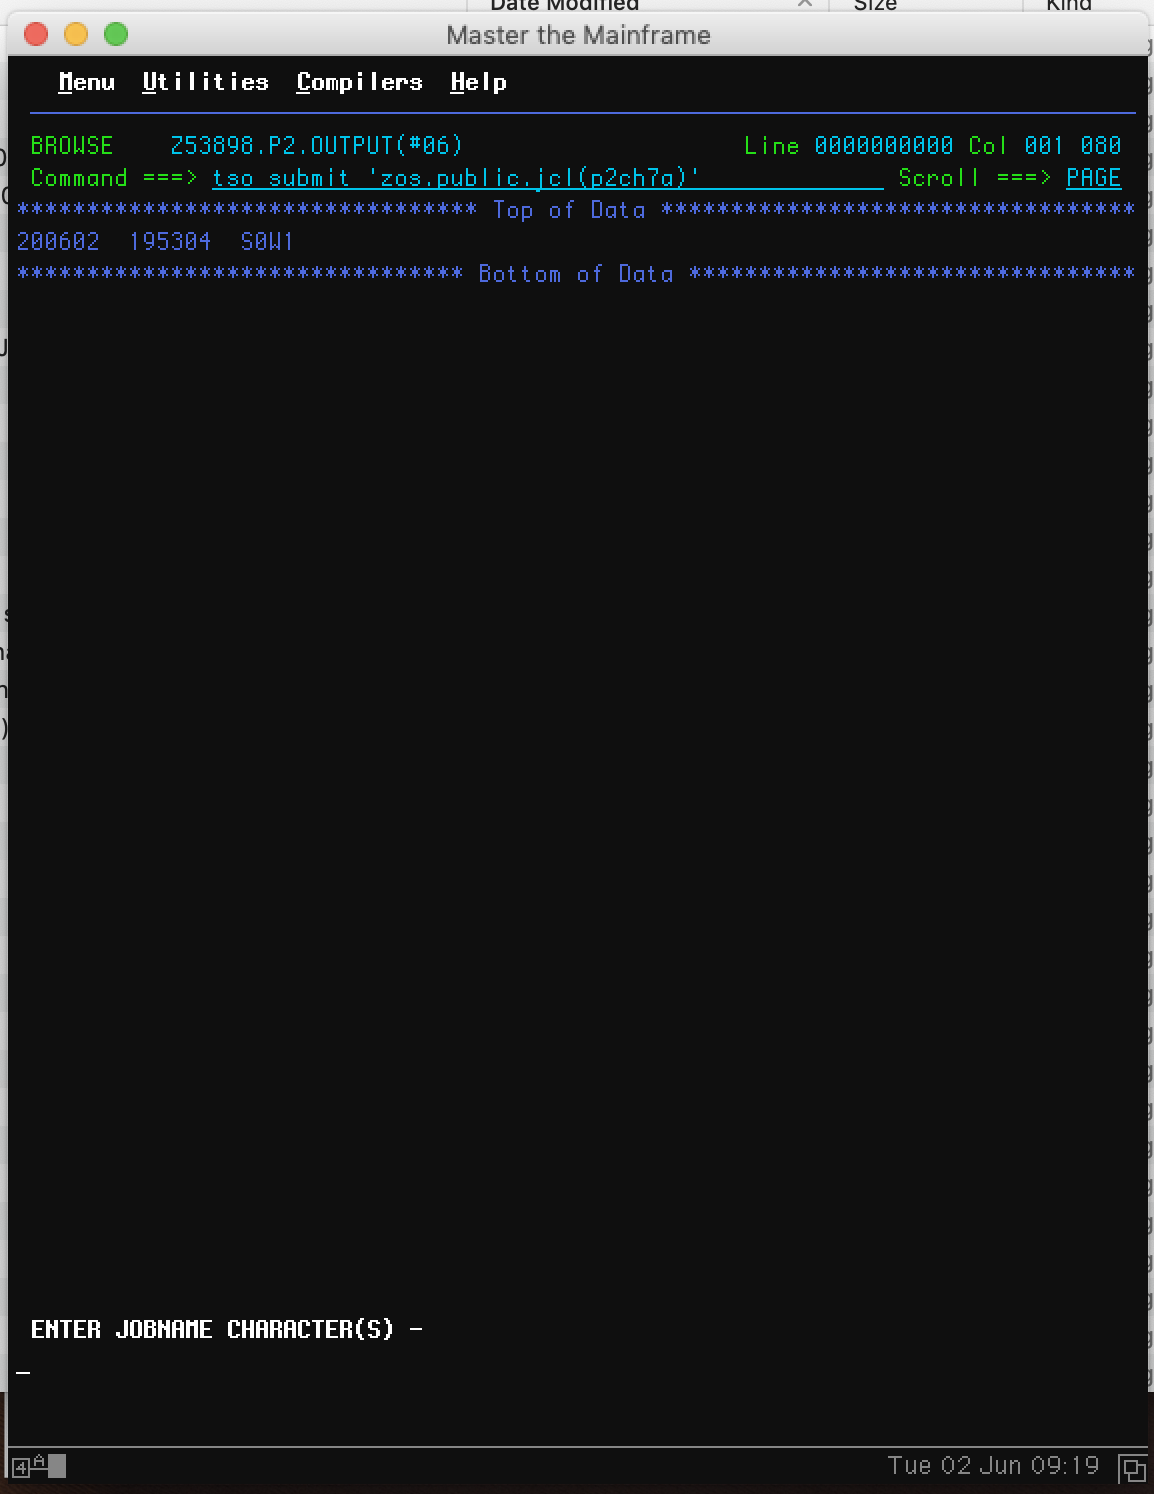 Date Modified Size Kind
Master the Mainframe
Menu Utilities Compilers Help
BROWSE Z53898.P2.OUTPUT(#06) Line 0000000000 Col 001 080
Command ===> tso submit 'zos.public.jcl(p2ch7a)' Scroll ===> PAGE
********************************* Top of Data **********************************
200602 195304 S0W1
******************************** Bottom of Data ********************************
ENTER JOBNAME CHARACTER(S) -
_
4 A Tue 02 Jun 09:19